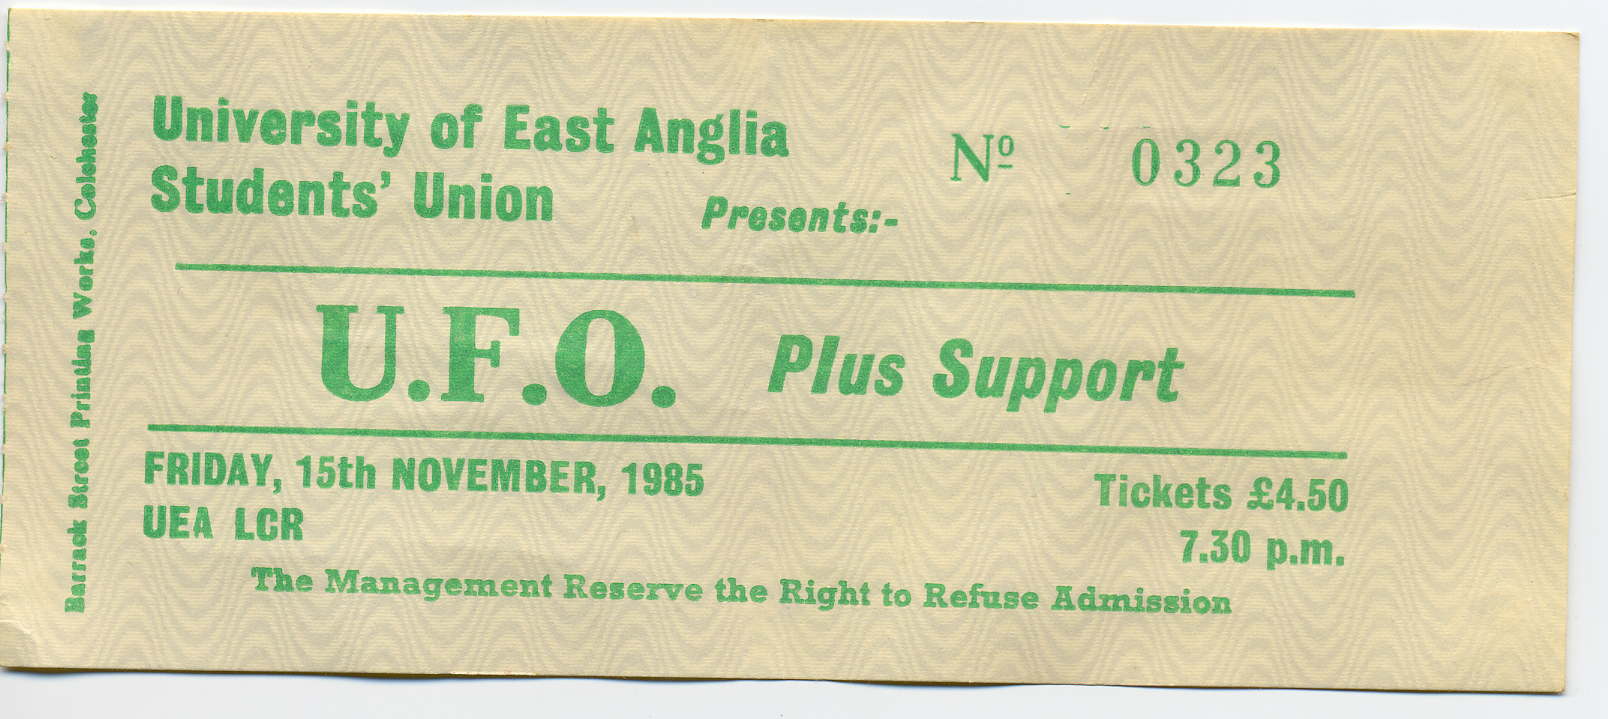 University of East Anglia
Students' Union
Presents:-
Nº 0323
U.F.O. Plus Support
FRIDAY, 15th NOVEMBER, 1985
UEA LCR
Tickets £4.50
7.30 p.m.
The Management Reserve the Right to Refuse Admission
Barrack Street Printing Works, Colchester